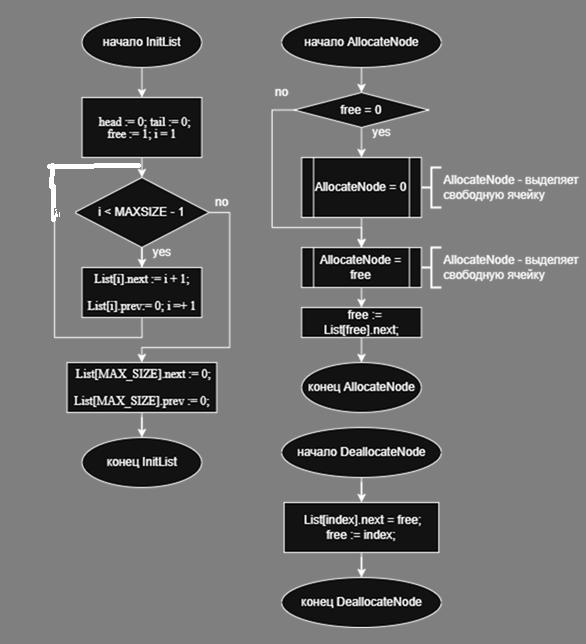 начало InitList
head := 0; tail := 0;
free := 1; i = 1
i < MAXSIZE - 1
no
yes
List[i].next := i + 1;
List[i].prev:= 0; i =+ 1
List[MAX_SIZE].next := 0;
List[MAX_SIZE].prev := 0;
конец InitList
начало AllocateNode
free = 0
no
yes
AllocateNode = 0
AllocateNode - выделяет
свободную ячейку
AllocateNode =
free
AllocateNode - выделяет
свободную ячейку
free :=
List[free].next;
конец AllocateNode
начало DeallocateNode
List[index].next = free;
free := index;
конец DeallocateNode